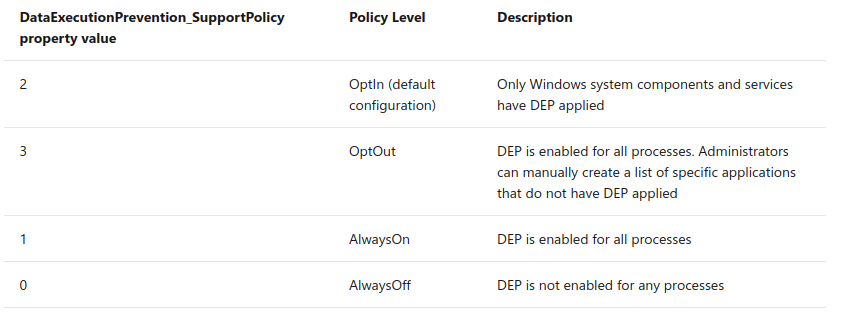 DataExecutionPrevention_SupportPolicy property value Policy Level Description
2 OptIn (default configuration) Only Windows system components and services have DEP applied
3 OptOut DEP is enabled for all processes. Administrators can manually create a list of specific applications that do not have DEP applied
1 AlwaysOn DEP is enabled for all processes
0 AlwaysOff DEP is not enabled for any processes